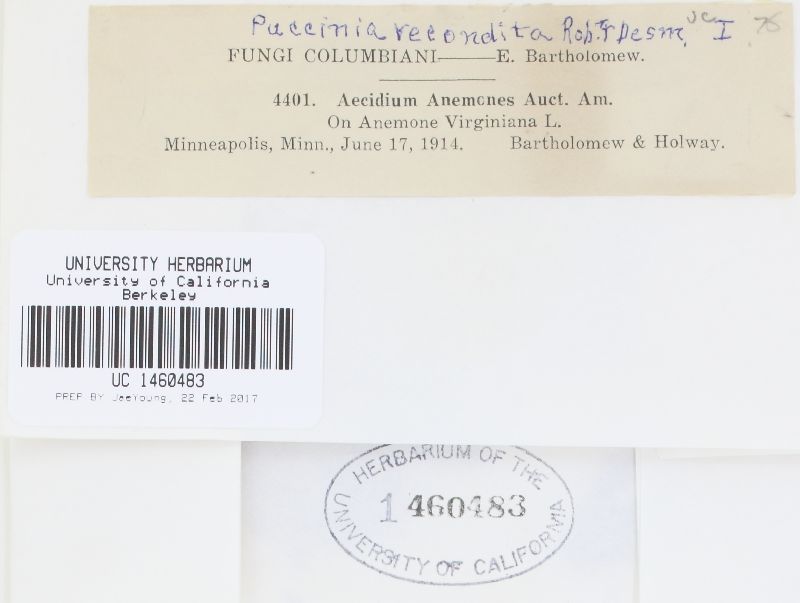 Puccinia recondita Rob. & Desm. I
FUNGI COLUMBIANI——E. Bartholomew.
4401. Aecidium Anemones Auct. Am.
On Anemone Virginiana L.
Minneapolis, Minn., June 17, 1914. Bartholomew & Holway.
UNIVERSITY HERBARIUM
University of California
Berkeley
UC 1460483
PREP BY JaeYoung, 22 Feb 2017
HERBARIUM OF THE
1460483
UNIVERSITY OF CALIFORNIA